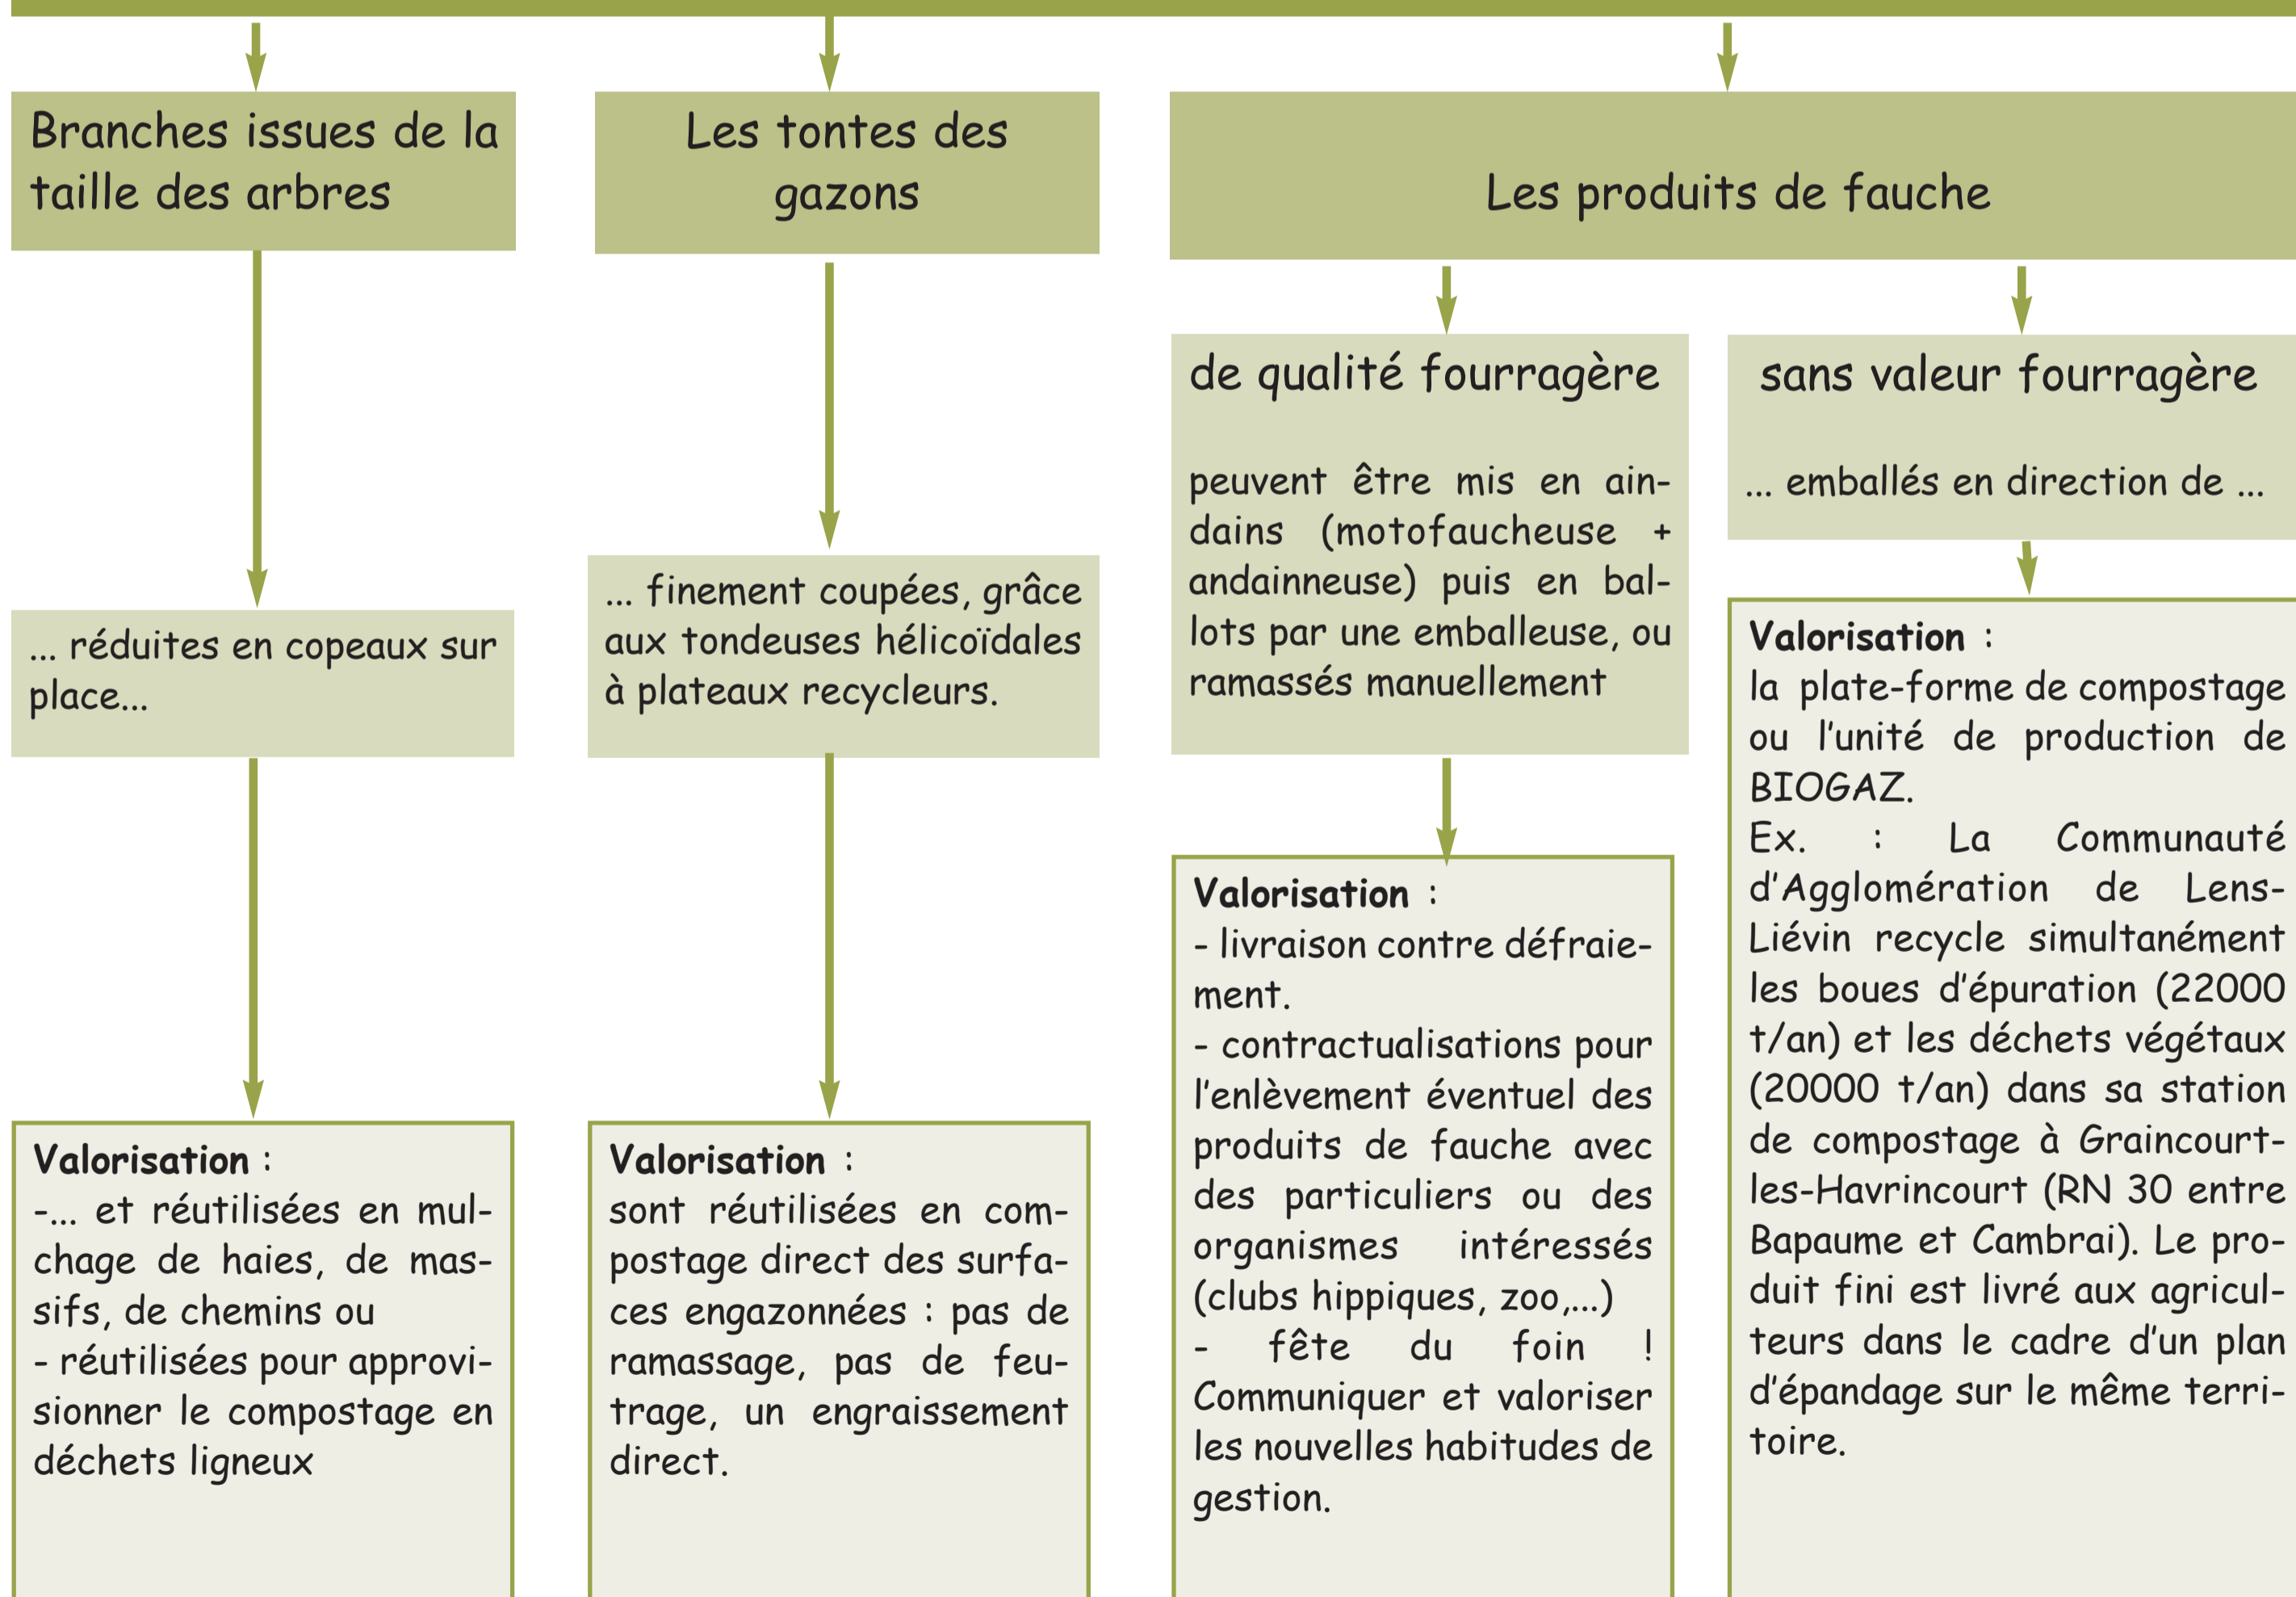 Branches issues de la
taille des arbres
... réduites en copeaux sur
place...
Valorisation :
-... et réutilisées en mul-
chage de haies, de mas-
sifs, de chemins ou
- réutilisées pour approvi-
sionner le compostage en
déchets ligneux
Les tontes des
gazons
... finement coupées, grâce
aux tondeuses hélicoïdales
à plateaux recycleurs.
Valorisation :
sont réutilisées en com-
postage direct des surfa-
ces engazonnées : pas de
ramassage, pas de feu-
trage, un engraissement
direct.
Les produits de fauche
de qualité fourragère
peuvent être mis en ain-
dains (motofaucheuse +
andainneuse) puis en bal-
lots par une emballeuse, ou
ramassés manuellement
Valorisation :
- livraison contre défraie-
ment.
- contractualisations pour
l'enlèvement éventuel des
produits de fauche avec
des particuliers ou des
organismes intéressés
(clubs hippiques, zoo,...)
- fête du foin !
Communiquer et valoriser
les nouvelles habitudes de
gestion.
sans valeur fourragère
... emballés en direction de ...
Valorisation :
la plate-forme de compostage
ou l'unité de production de
BIOGAZ.
Ex. : La Communauté
d'Agglomération de Lens-
Liévin recycle simultanément
les boues d'épuration (22000
t/an) et les déchets végétaux
(20000 t/an) dans sa station
de compostage à Graincourt-
les-Havrincourt (RN 30 entre
Bapaume et Cambrai). Le pro-
duit fini est livré aux agricul-
teurs dans le cadre d'un plan
d'épandage sur le même terri-
toire.